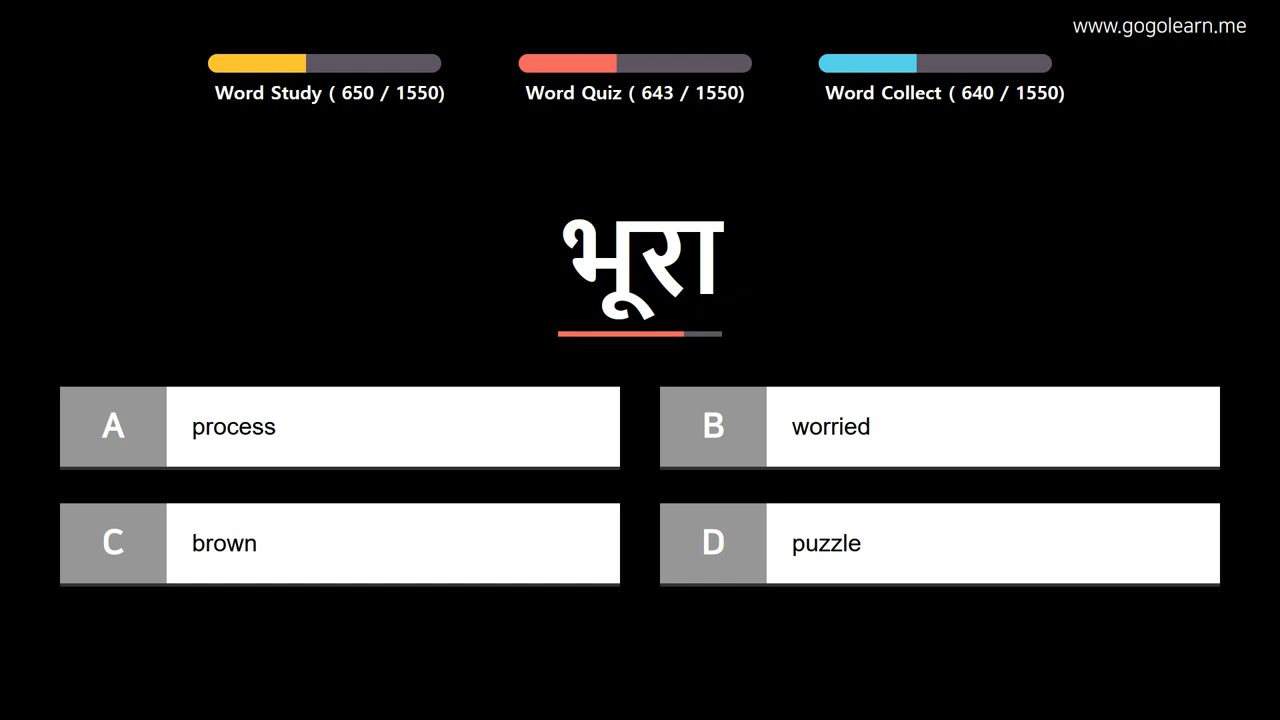 www.gogolearn.me
Word Study ( 650 / 1550)
Word Quiz ( 643 / 1550)
Word Collect ( 640 / 1550)
भूरा
A process
B worried
C brown
D puzzle